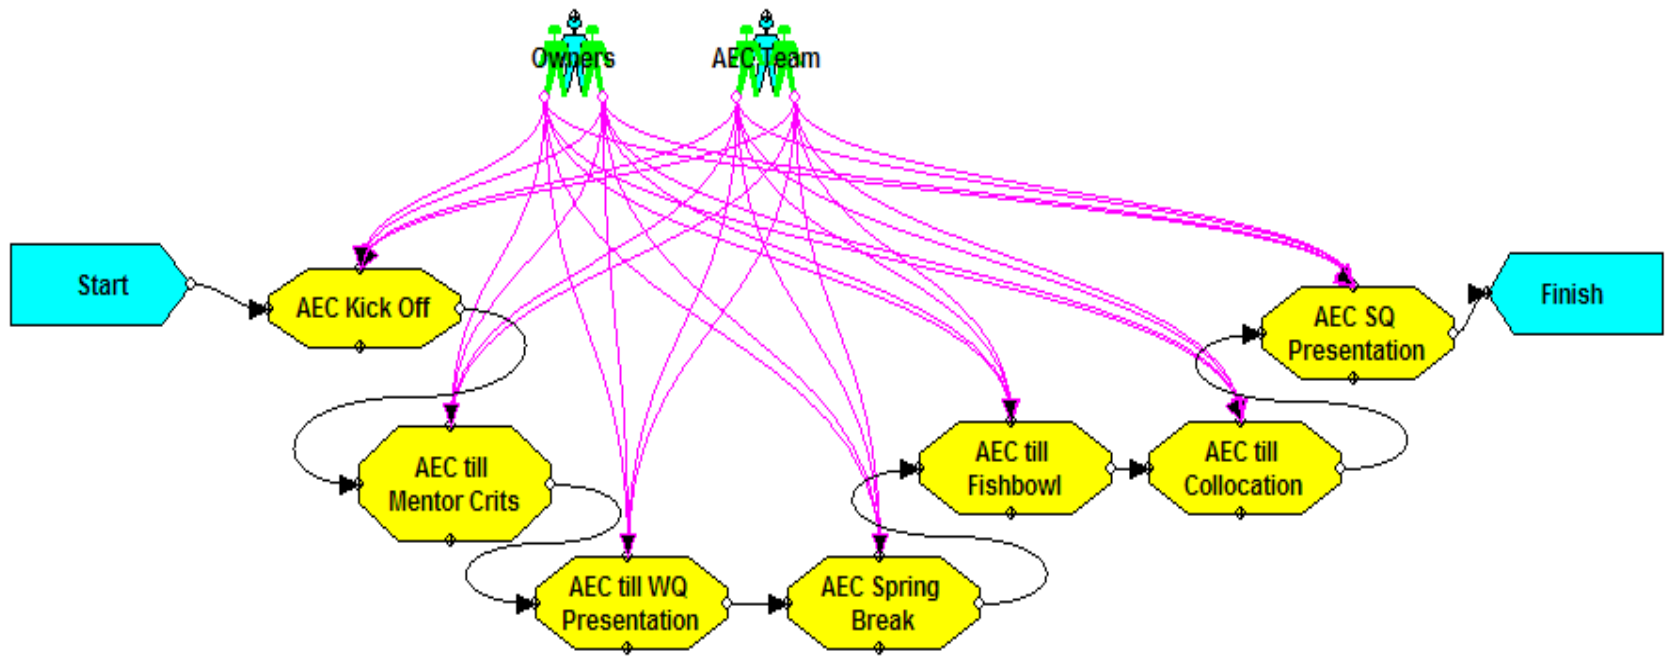 Owners
AEC Team
Start
AEC Kick Off
AEC till
Mentor Crits
AEC till WQ
Presentation
AEC Spring
Break
AEC till
Fishbowl
AEC till
Collocation
AEC SQ
Presentation
Finish